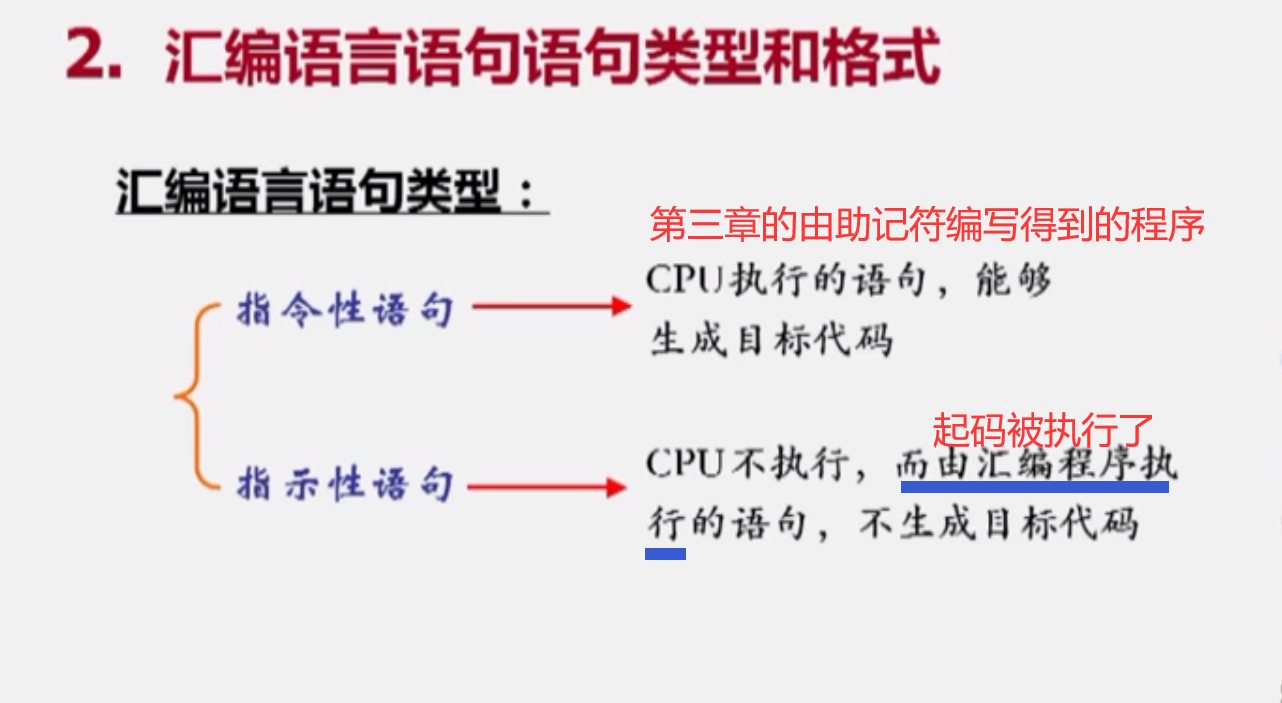 2. 汇编语言语句语句类型和格式
汇编语言语句类型：
第三章的由助记符编写得到的程序
指令性语句
CPU执行的语句，能够
生成目标代码
起码被执行了
指示性语句
CPU不执行，而由汇编程序执
行的语句，不生成目标代码